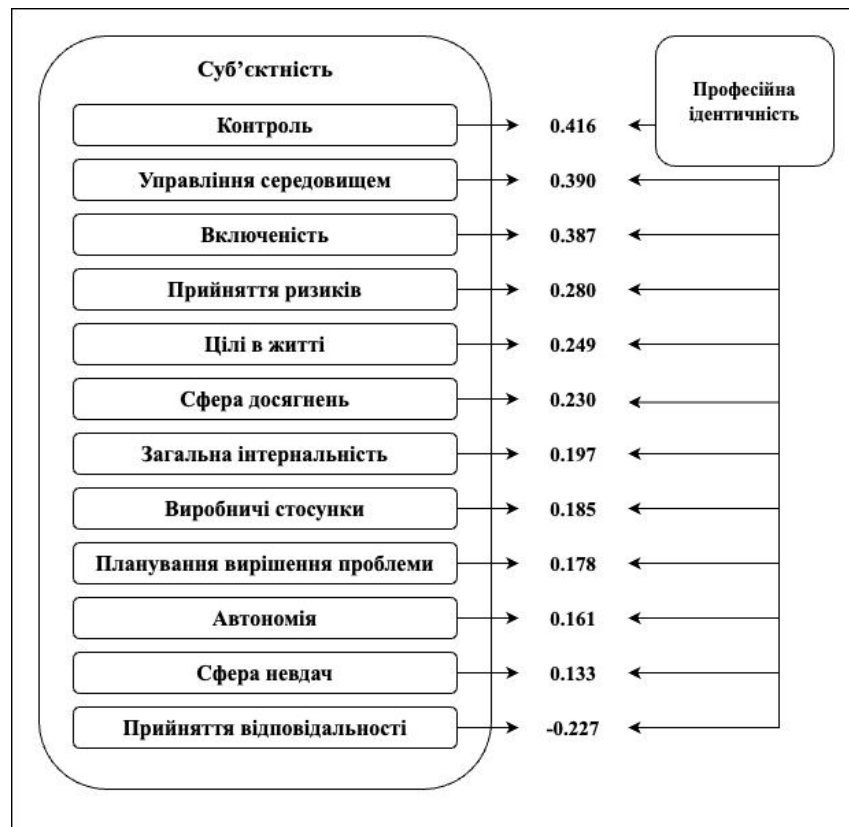 Суб’єктність
Професійна
ідентичність
Контроль 0.416
Управління середовищем 0.390
Включеність 0.387
Прийняття ризиків 0.280
Цілі в житті 0.249
Сфера досягнень 0.230
Загальна інтернальність 0.197
Виробничі стосунки 0.185
Планування вирішення проблеми 0.178
Автономія 0.161
Сфера невдач 0.133
Прийняття відповідальності -0.227